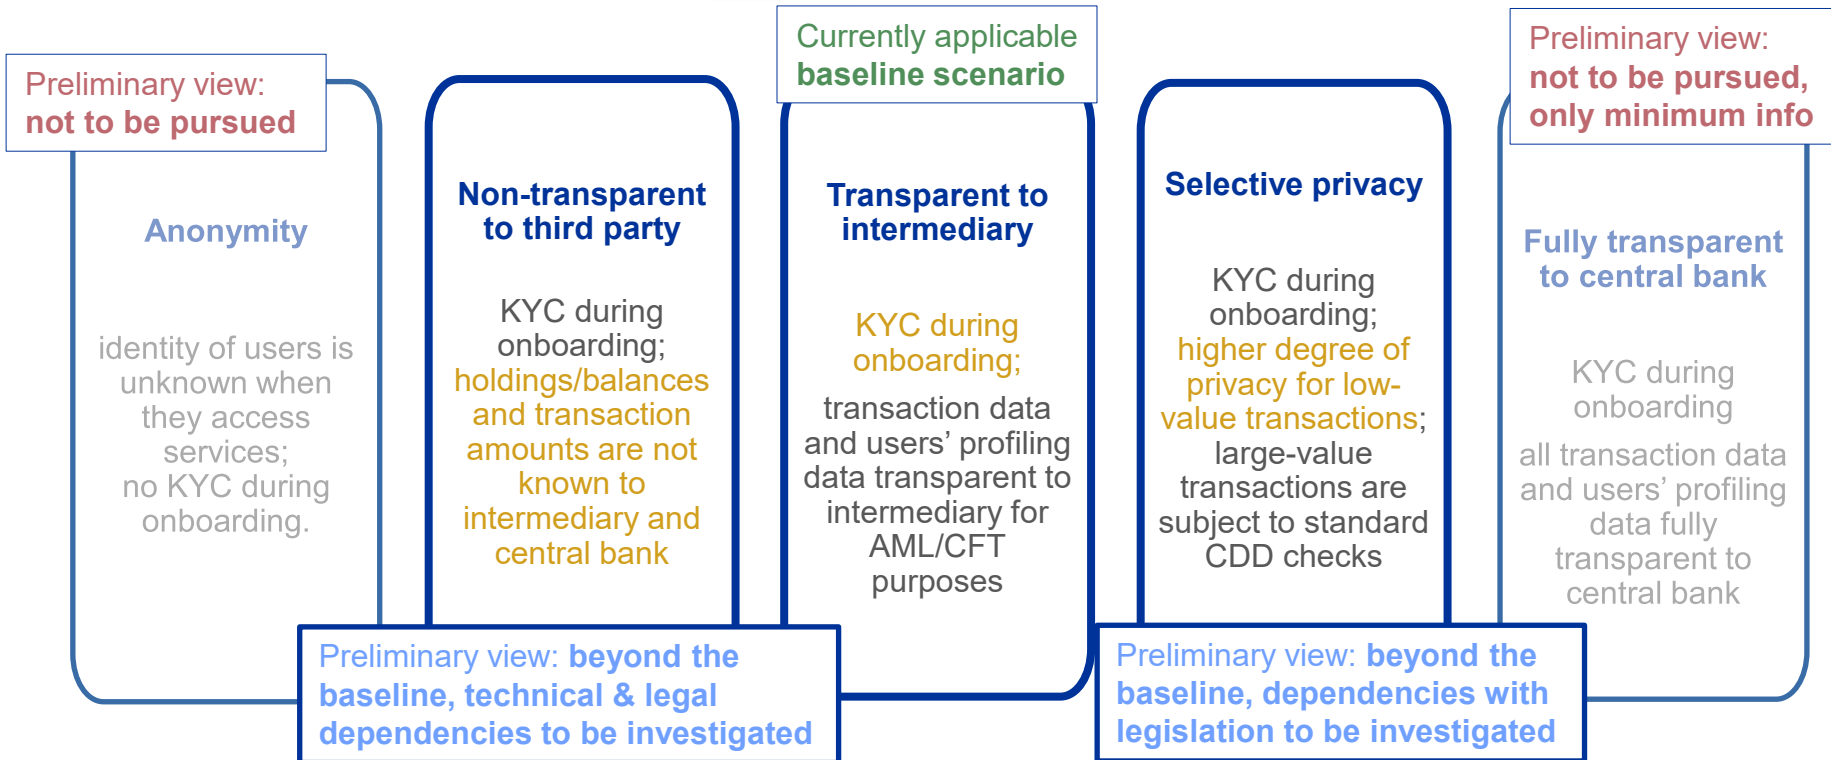 Preliminary view:
not to be pursued
Anonymity
identity of users is
unknown when
they access
services;
no KYC during
onboarding.
Non-transparent
to third party
KYC during
onboarding;
holdings/balances
and transaction
amounts are not
known to
intermediary and
central bank
Preliminary view: beyond the
baseline, technical & legal
dependencies to be investigated
Currently applicable
baseline scenario
Transparent to
intermediary
KYC during
onboarding;
transaction data
and users’ profiling
data transparent to
intermediary for
AML/CFT
purposes
Selective privacy
KYC during
onboarding;
higher degree of
privacy for low-
value transactions;
large-value
transactions are
subject to standard
CDD checks
Preliminary view: beyond the
baseline, dependencies with
legislation to be investigated
Preliminary view:
not to be pursued,
only minimum info
Fully transparent
to central bank
KYC during
onboarding
all transaction data
and users’ profiling
data fully
transparent to
central bank